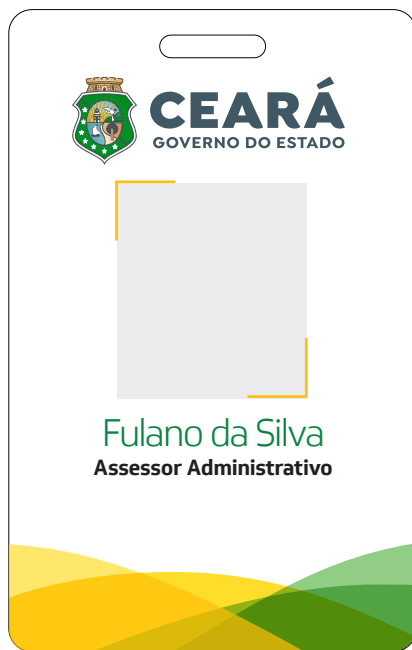 CEARÁ
GOVERNO DO ESTADO
Fulano da Silva
Assessor Administrativo